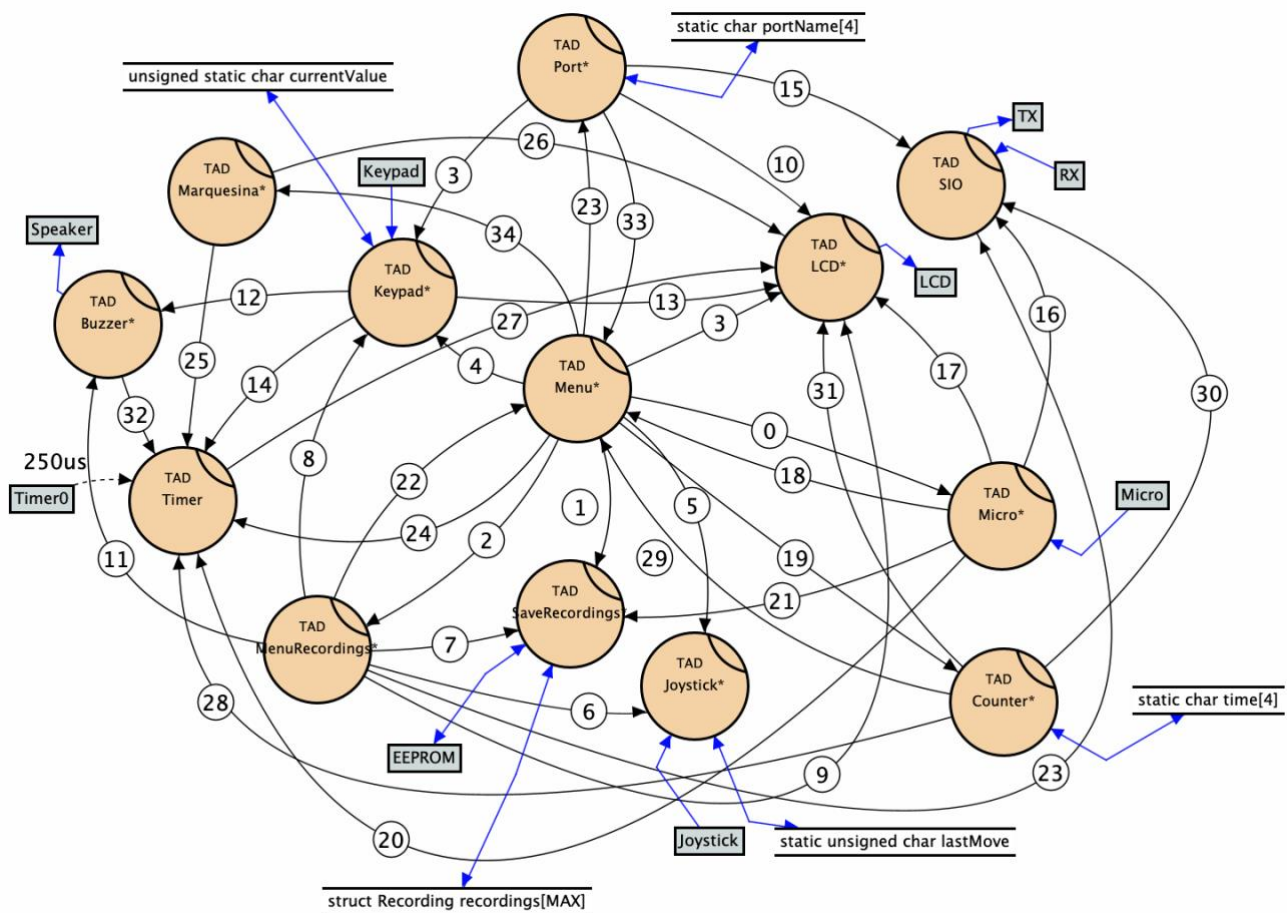 static char portName[4]
TAD
Port*
unsigned static char currentValue
15
TX
26
TAD
Marquesina*
Keypad
3
10
TAD
SIO
RX
23
33
Speaker
34
TAD
Keypad*
TAD
LCD*
LCD
TAD
Buzzer*
12
13
27
3
16
25
14
4
TAD
Menu*
17
31
30
32
0
250us
Timer0
TAD
Timer
8
22
18
TAD
Micro*
Micro
24
2
1
5
11
29
19
TAD
SaveRecordings*
21
TAD
MenuRecordings*
7
TAD
Joystick*
TAD
Counter*
static char time[4]
28
6
EEPROM
9
23
20
Joystick
static unsigned char lastMove
struct Recording recordings[MAX]